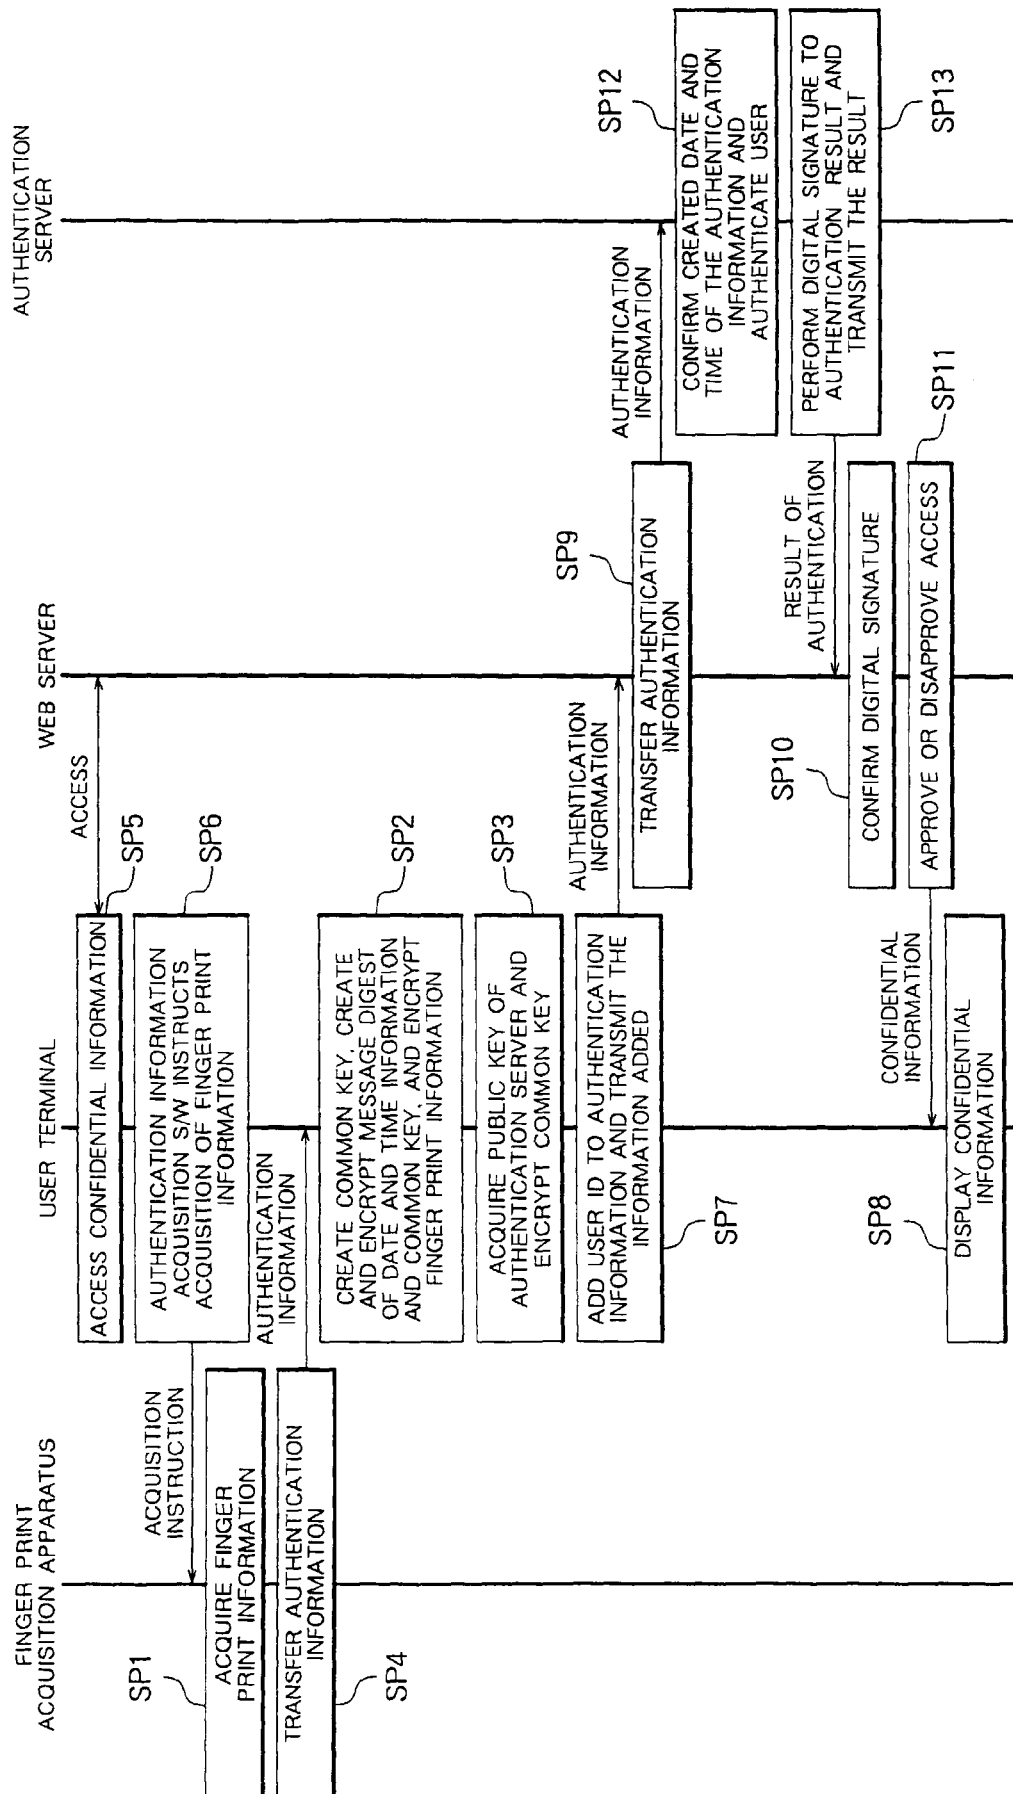 FINGER PRINT
ACQUISITION APPARATUS
USER TERMINAL
WEB SERVER
AUTHENTICATION
SERVER
ACCESS
ACCESS CONFIDENTIAL INFORMATION
SP5
AUTHENTICATION INFORMATION
ACQUISITION S/W INSTRUCTS
ACQUISITION OF FINGER PRINT
INFORMATION
SP6
ACQUISITION
INSTRUCTION
SP1
ACQUIRE FINGER
PRINT INFORMATION
TRANSFER AUTHENTICATION
INFORMATION
SP4
AUTHENTICATION
INFORMATION
CREATE COMMON KEY, CREATE
AND ENCRYPT MESSAGE DIGEST
OF DATE AND TIME INFORMATION
AND COMMON KEY, AND ENCRYPT
FINGER PRINT INFORMATION
SP2
ACQUIRE PUBLIC KEY OF
AUTHENTICATION SERVER AND
ENCRYPT COMMON KEY
SP3
ADD USER ID TO AUTHENTICATION
INFORMATION AND TRANSMIT THE
INFORMATION ADDED
SP7
AUTHENTICATION
INFORMATION
SP9
TRANSFER AUTHENTICATION
INFORMATION
AUTHENTICATION
INFORMATION
SP12
CONFIRM CREATED DATE AND
TIME OF THE AUTHENTICATION
INFORMATION AND
AUTHENTICATE USER
PERFORM DIGITAL SIGNATURE TO
AUTHENTICATION RESULT AND
TRANSMIT THE RESULT
SP13
RESULT OF
AUTHENTICATION
SP10
CONFIRM DIGITAL SIGNATURE
APPROVE OR DISAPPROVE ACCESS
SP11
CONFIDENTIAL
INFORMATION
SP8
DISPLAY CONFIDENTIAL
INFORMATION